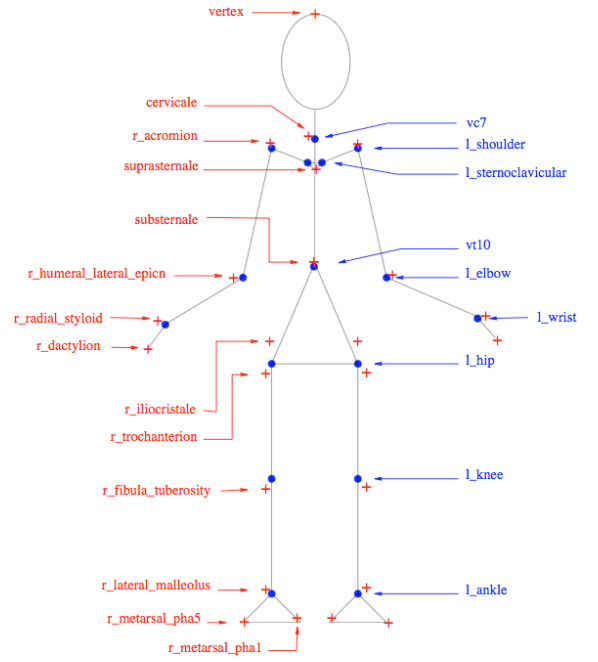 vertex
cervicale
vc7
r_acromion
l_shoulder
suprasternale
l_sternoclavicular
substernale
vt10
r_humeral_lateral_epicn
l_elbow
r_radial_styloid
l_wrist
r_dactylion
l_hip
r_iliocristale
r_trochanterion
l_knee
r_fibula_tuberosity
r_lateral_malleolus
l_ankle
r_metarsal_pha5
r_metarsal_pha1